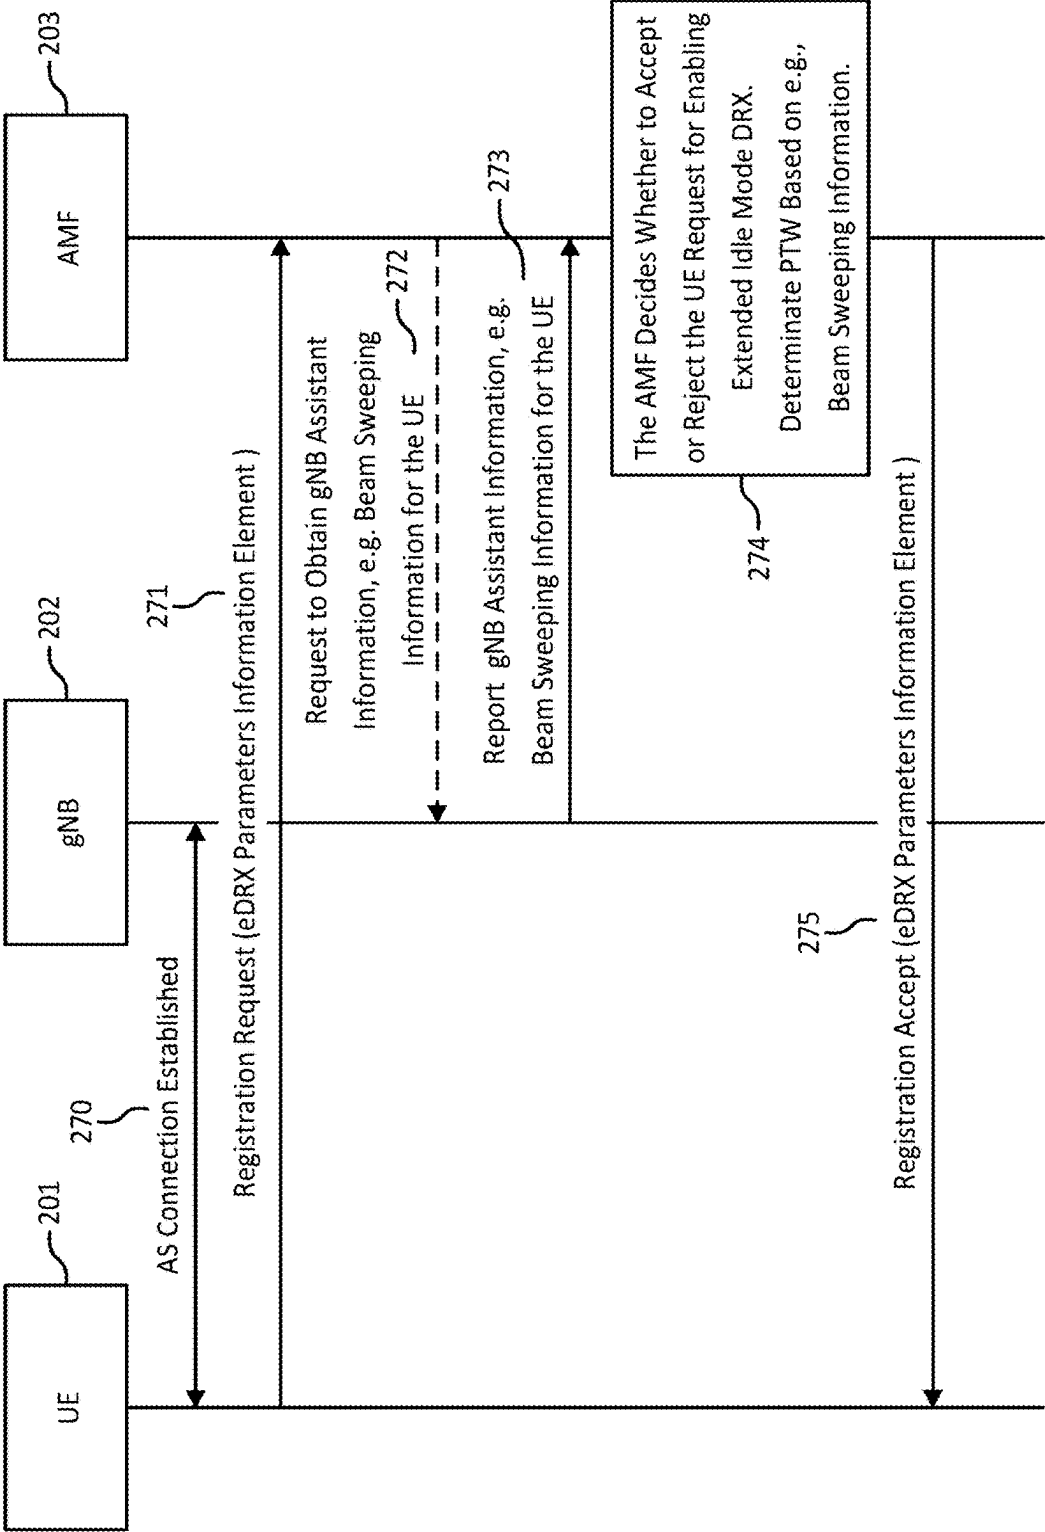 UE
201
gNB
202
AMF
203
270
AS Connection Established
271
Registration Request (eDRX Parameters Information Element )
Request to Obtain gNB Assistant
Information, e.g. Beam Sweeping
Information for the UE
272
Report gNB Assistant Information, e.g.
Beam Sweeping Information for the UE
273
The AMF Decides Whether to Accept
or Reject the UE Request for Enabling
Extended Idle Mode DRX.
Determinate PTW Based on e.g.,
Beam Sweeping Information.
274
275
Registration Accept (eDRX Parameters Information Element )